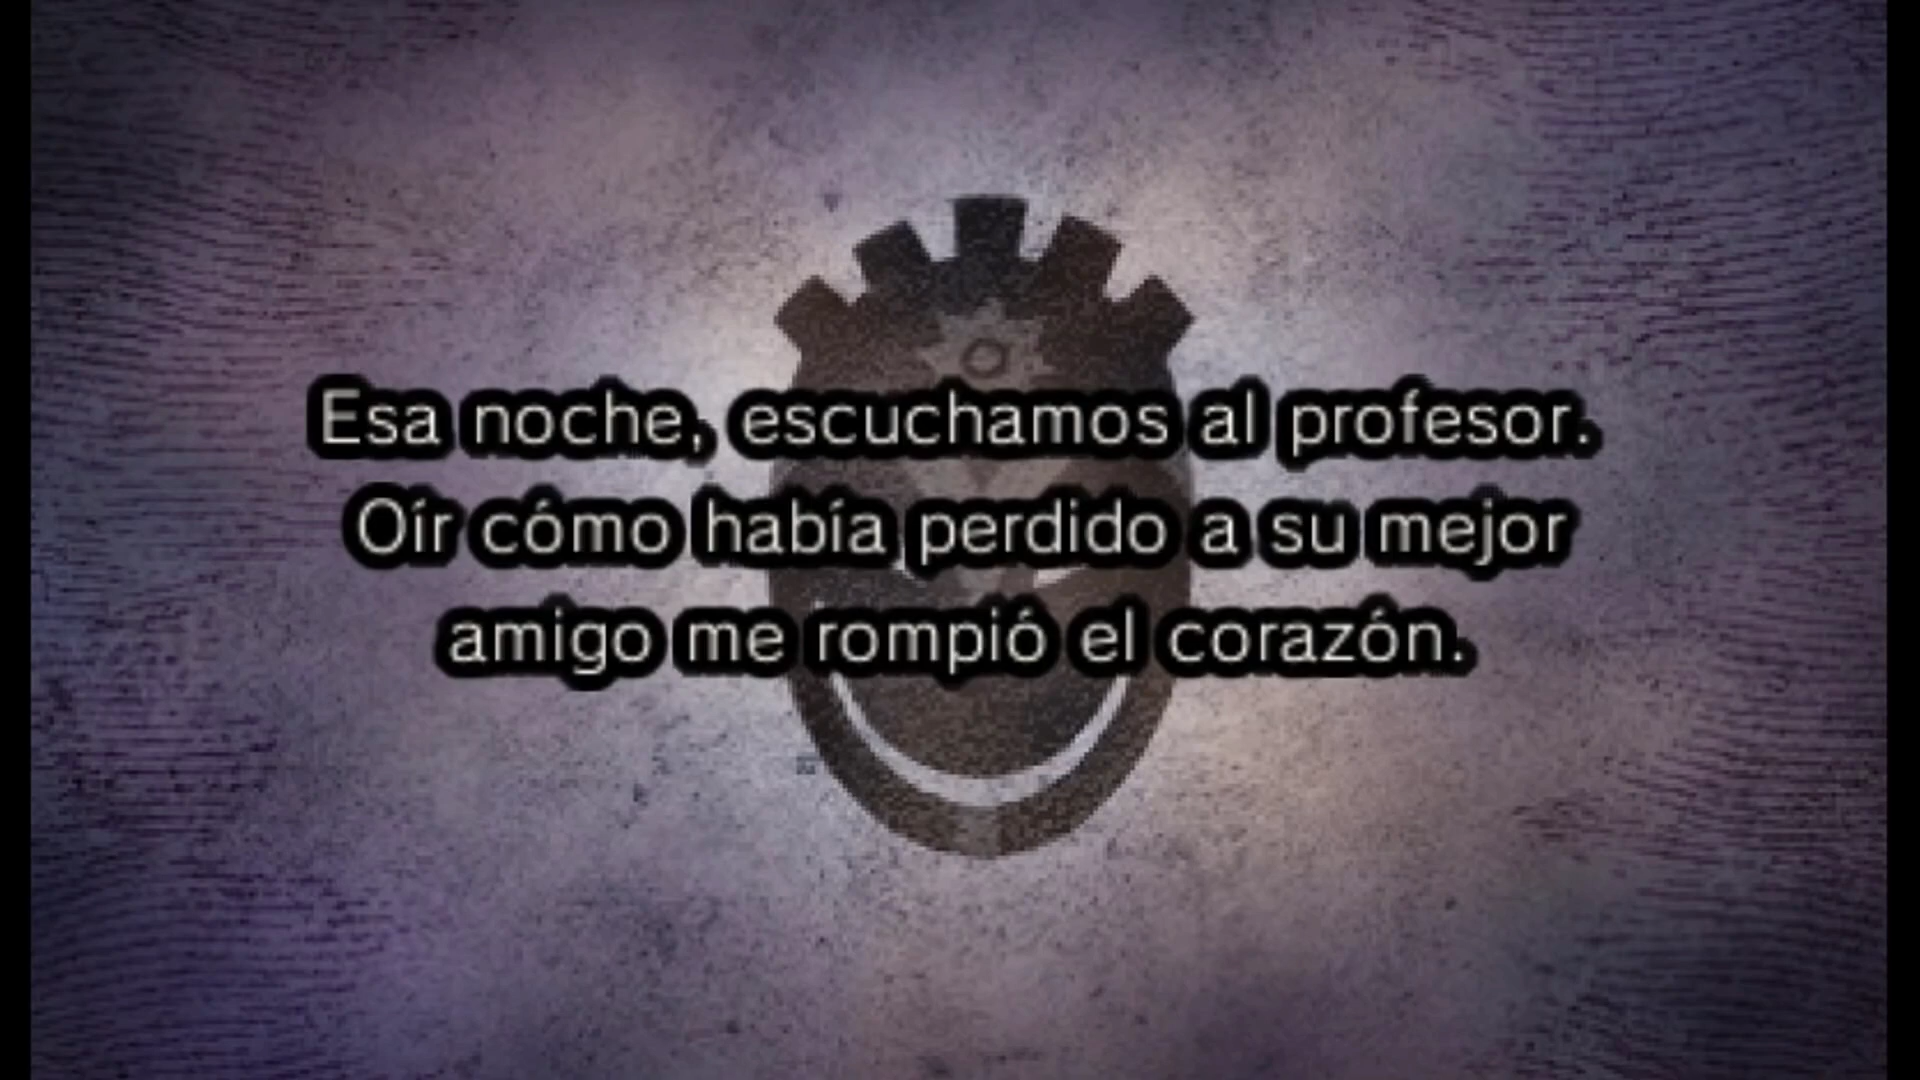 Esa noche, escuchamos al profesor.
Oír cómo había perdido a su mejor
amigo me rompió el corazón.